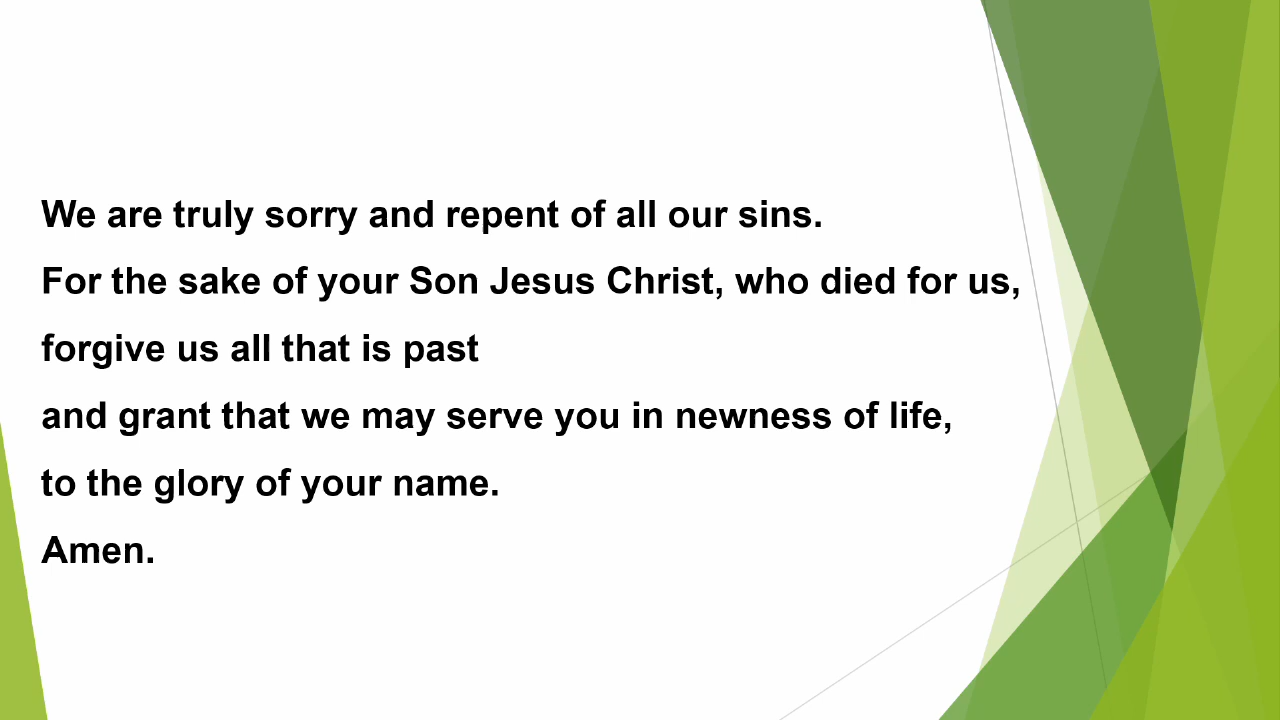 We are truly sorry and repent of all our sins.
For the sake of your Son Jesus Christ, who died for us,
forgive us all that is past
and grant that we may serve you in newness of life,
to the glory of your name.
Amen.